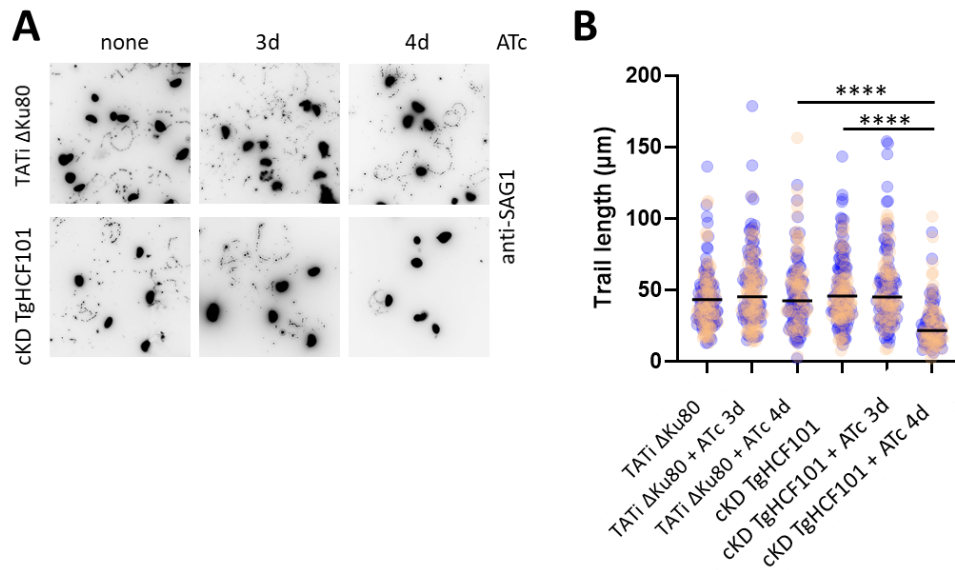 A
none 3d 4d ATc
TATi ΔKu80
cKD TgHCF101
anti-SAG1
B
Trail length (µm)
200
150
100
50
0
****
****
TATi ΔKu80
TATi ΔKu80 + ATc 3d
TATi ΔKu80 + ATc 4d
cKD TgHCF101
cKD TgHCF101 + ATc 3d
cKD TgHCF101 + ATc 4d